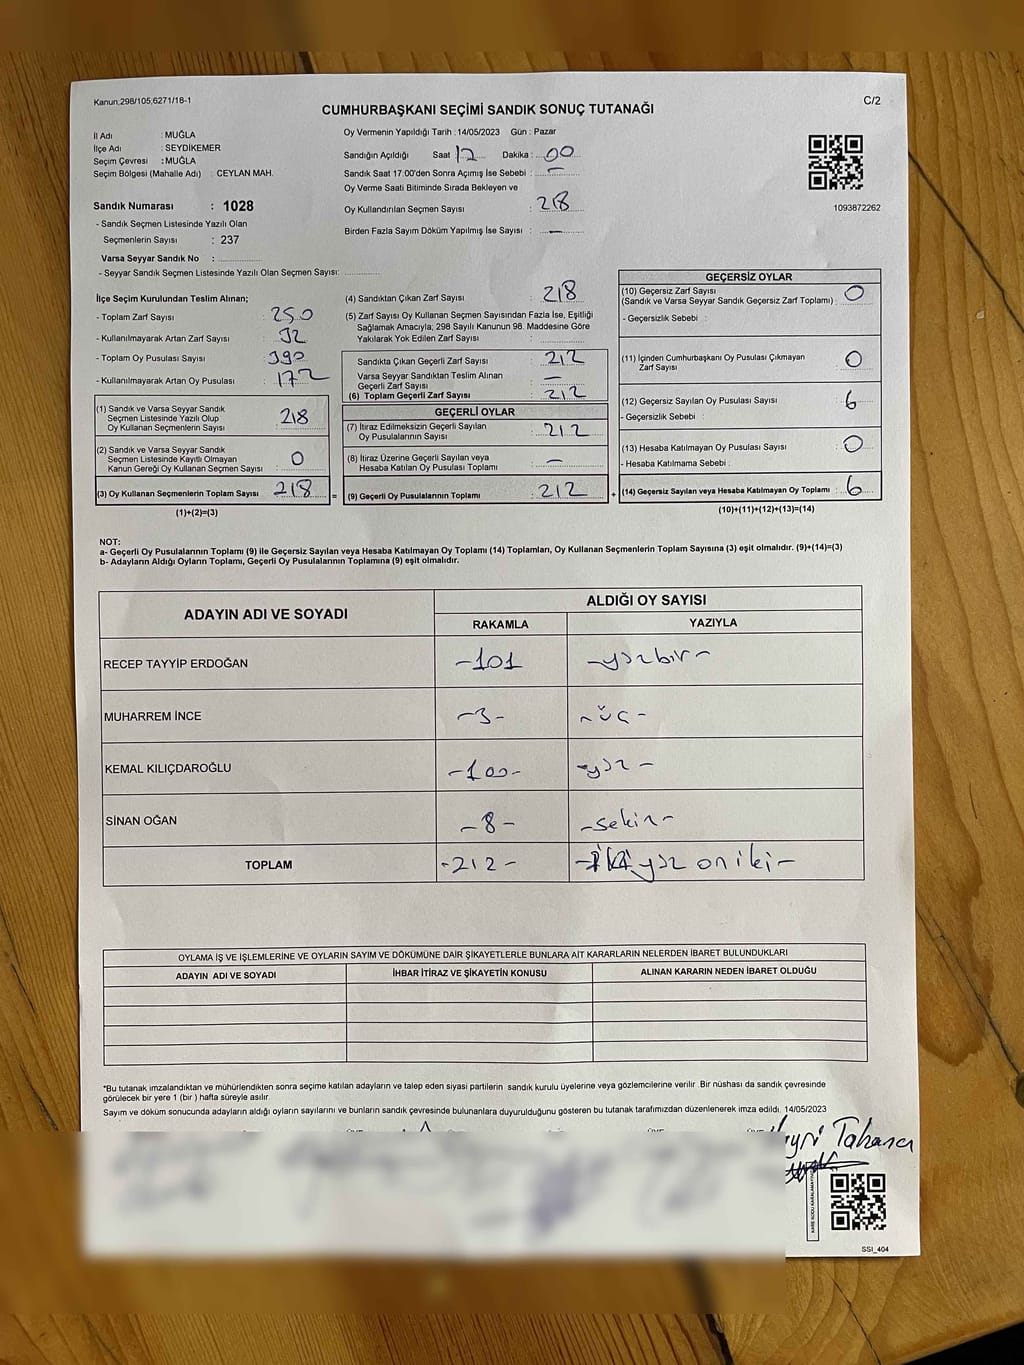 Kanun,298/105,6271/18-1
C/2
CUMHURBAŞKANI SEÇİMİ SANDIK SONUÇ TUTANAĞI
İl Adı : MUĞLA
İlçe Adı : SEYDİKEMER
Seçim Çevresi : MUĞLA
Seçim Bölgesi (Mahalle Adı) : CEYLAN MAH.
Sandık Numarası : 1028
- Sandık Seçmen Listesinde Yazılı Olan
Seçmenlerin Sayısı : 237
Varsa Seyyar Sandık No :
- Seyyar Sandık Seçmen Listesinde Yazılı Olan Seçmen Sayısı:
Oy Vermenin Yapıldığı Tarih :14/05/2023 Gün : Pazar
Sandığın Açıldığı Saat 12 Dakika : 00
Sandık Saat 17.00'den Sonra Açımış İse Sebebi : —
Oy Verme Saati Bitiminde Sırada Bekleyen ve
Oy Kullandırılan Seçmen Sayısı : 218
Birden Fazla Sayım Döküm Yapılmış İse Sayısı : —
1093872262
İlçe Seçim Kurulundan Teslim Alınan;
- Toplam Zarf Sayısı : 250
- Kullanılmayarak Artan Zarf Sayısı : 32
- Toplam Oy Pusulası Sayısı : 390
- Kullanılmayarak Artan Oy Pusulası : 172
(1) Sandık ve Varsa Seyyar Sandık
Seçmen Listesinde Yazılı Olup
Oy Kullanan Seçmenlerin Sayısı : 218
(2) Sandık ve Varsa Seyyar Sandık
Seçmen Listesinde Kayıtlı Olmayan
Kanun Gereği Oy Kullanan Seçmen Sayısı : 0
(3) Oy Kullanan Seçmenlerin Toplam Sayısı : 218 =
(1)+(2)=(3)
(4) Sandıktan Çıkan Zarf Sayısı : 218
(5) Zarf Sayısı Oy Kullanan Seçmen Sayısından Fazla İse, Eşitliği
Sağlamak Amacıyla; 298 Sayılı Kanunun 98. Maddesine Göre
Yakılarak Yok Edilen Zarf Sayısı :
Sandıkta Çıkan Geçerli Zarf Sayısı : 212
Varsa Seyyar Sandıktan Teslim Alınan
Geçerli Zarf Sayısı : —
(6) Toplam Geçerli Zarf Sayısı : 212
GEÇERLİ OYLAR
(7) İtiraz Edilmeksizin Geçerli Sayılan
Oy Pusulalarının Sayısı : 212
(8) İtiraz Üzerine Geçerli Sayılan veya
Hesaba Katılan Oy Pusulası Toplamı : —
(9) Geçerli Oy Pusulalarının Toplamı : 212 +
GEÇERSİZ OYLAR
(10) Geçersiz Zarf Sayısı
(Sandık ve Varsa Seyyar Sandık Geçersiz Zarf Toplamı) : 0
- Geçersizlik Sebebi :
(11) İçinden Cumhurbaşkanı Oy Pusulası Çıkmayan
Zarf Sayısı : 0
(12) Geçersiz Sayılan Oy Pusulası Sayısı : 6
- Geçersizlik Sebebi :
(13) Hesaba Katılmayan Oy Pusulası Sayısı : 0
- Hesaba Katılmama Sebebi :
(14) Geçersiz Sayılan veya Hesaba Katılmayan Oy Toplamı : 6
(10)+(11)+(12)+(13)=(14)
NOT:
a- Geçerli Oy Pusulalarının Toplamı (9) ile Geçersiz Sayılan veya Hesaba Katılmayan Oy Toplamı (14) Toplamları, Oy Kullanan Seçmenlerin Toplam Sayısına (3) eşit olmalıdır. (9)+(14)=(3)
b- Adayların Aldığı Oyların Toplamı, Geçerli Oy Pusulalarının Toplamına (9) eşit olmalıdır.
ADAYIN ADI VE SOYADI
ALDIĞI OY SAYISI
RAKAMLA YAZIYLA
RECEP TAYYİP ERDOĞAN -101 -yüzbir-
MUHARREM İNCE -3- -üç-
KEMAL KILIÇDAROĞLU -100- -yüz-
SİNAN OĞAN -8- -sekiz-
TOPLAM -212- -ikiyüz oniki-
OYLAMA İŞ VE İŞLEMLERİNE VE OYLARIN SAYIM VE DÖKÜMÜNE DAİR ŞİKAYETLERLE BUNLARA AİT KARARLARIN NELERDEN İBARET BULUNDUKLARI
ADAYIN ADI VE SOYADI İHBAR İTİRAZ VE ŞİKAYETİN KONUSU ALINAN KARARIN NEDEN İBARET OLDUĞU
*Bu tutanak imzalandıktan ve mühürlendikten sonra seçime katılan adayların ve talep eden siyasi partilerin sandık kurulu üyelerine veya gözlemcilerine verilir. Bir nüshası da sandık çevresinde
görülecek bir yere 1 (bir) hafta süreyle asılır.
Sayım ve döküm sonucunda adayların aldığı oyların sayılarını ve bunların sandık çevresinde bulunanlara duyurulduğunu gösteren bu tutanak tarafımızdan düzenlenerek imza edildi. 14/05/2023
SSI_404